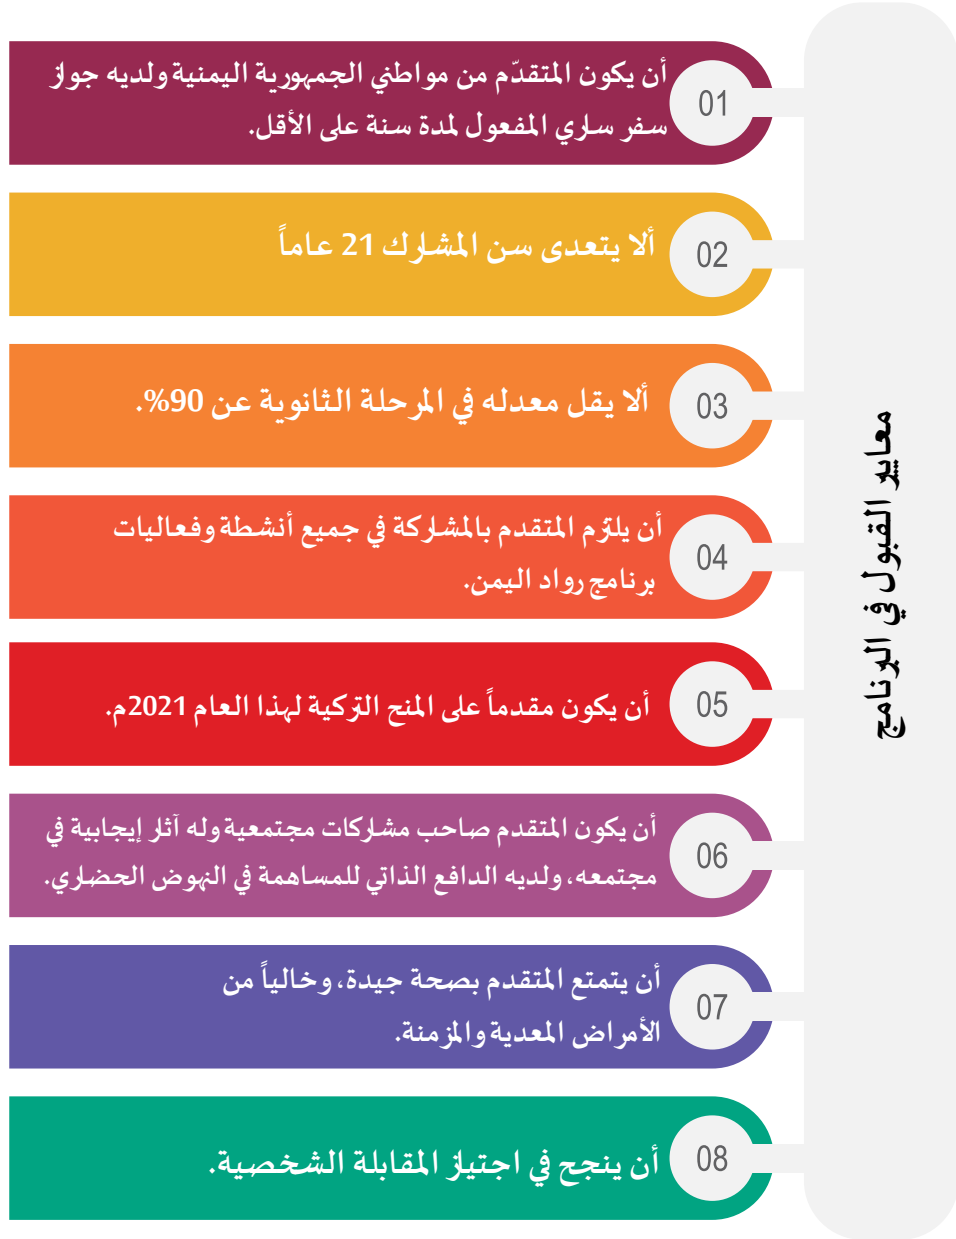 معايير القبول في البرنامج
01
أن يكون المتقدّم من مواطني الجمهورية اليمنية ولديه جواز
سفر ساري المفعول لمدة سنة على الأقل.
02
ألا يتعدى سن المشارك 21 عاماً
03
ألا يقل معدله في المرحلة الثانوية عن 90%.
04
أن يلتزم المتقدم بالمشاركة في جميع أنشطة وفعاليات
برنامج رواد اليمن.
05
أن يكون مقدماً على المنح التركية لهذا العام 2021م.
06
أن يكون المتقدم صاحب مشاركات مجتمعية وله آثار إيجابية في
مجتمعه، ولديه الدافع الذاتي للمساهمة في النهوض الحضاري.
07
أن يتمتع المتقدم بصحة جيدة، وخالياً من
الأمراض المعدية والمزمنة.
08
أن ينجح في اجتياز المقابلة الشخصية.